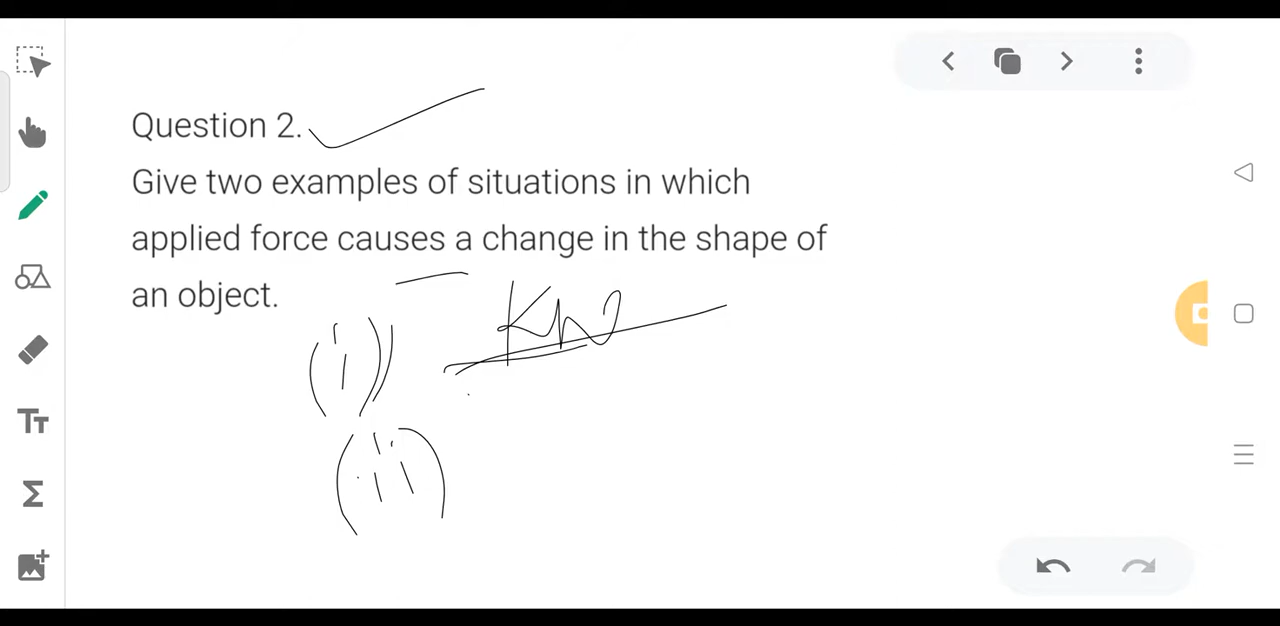 Question 2.
Give two examples of situations in which
applied force causes a change in the shape of
an object.
(i)
(ii)